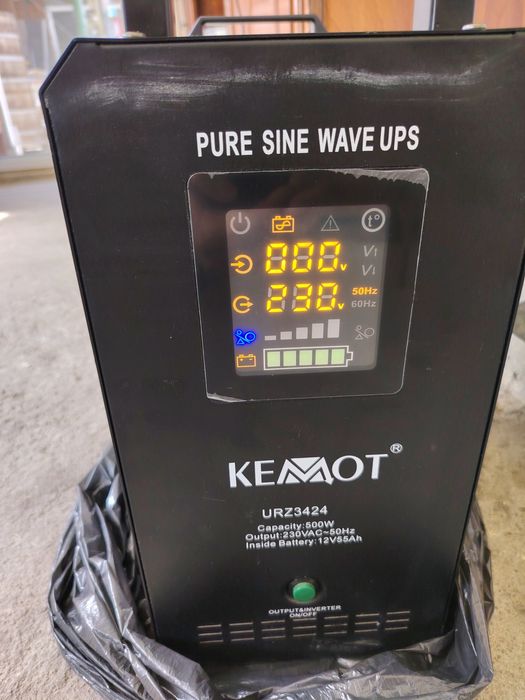 PURE SINE WAVE UPS
t°
000v V↑
V↓
230v 50Hz
60Hz
KEMOT®
URZ3424
Capacity:500W
Output:230VAC~50Hz
Inside Battery:12V55Ah
OUTPUT&INVERTER
ON/OFF